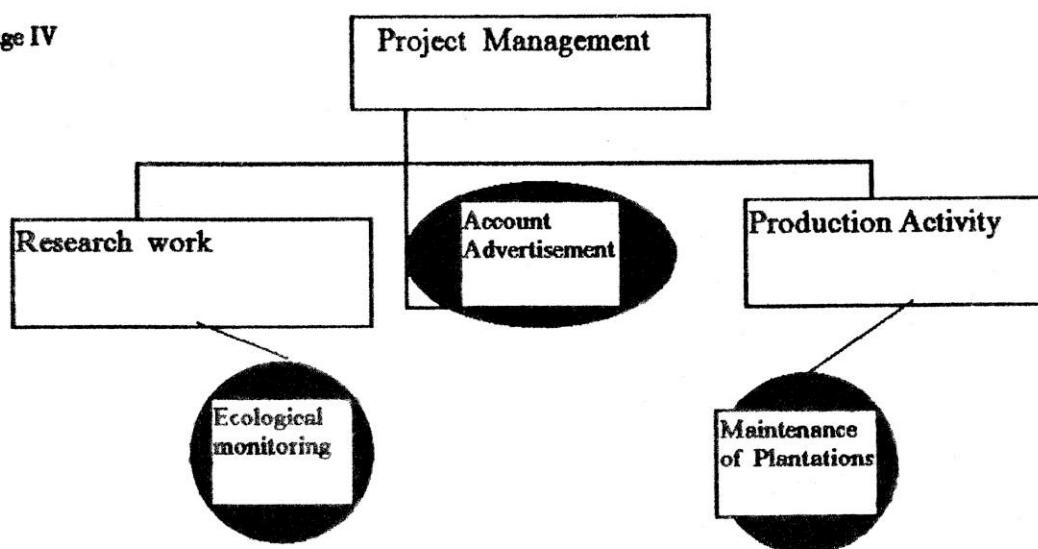 ge IV
Project Management
Research work
Account
Advertisement
Production Activity
Ecological
monitoring
Maintenance
of Plantations